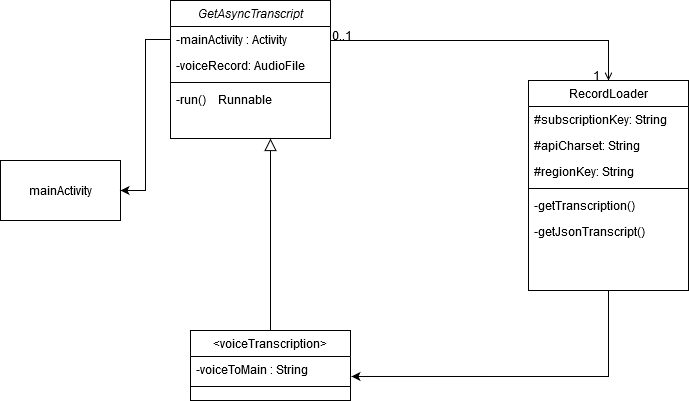 GetAsyncTranscript
-mainActivity : Activity
0..1
-voiceRecord: AudioFile
1
RecordLoader
-run() Runnable
#subscriptionKey: String
#apiCharset: String
#regionKey: String
mainActivity
-getTranscription()
-getJsonTranscript()
<voiceTranscription>
-voiceToMain : String